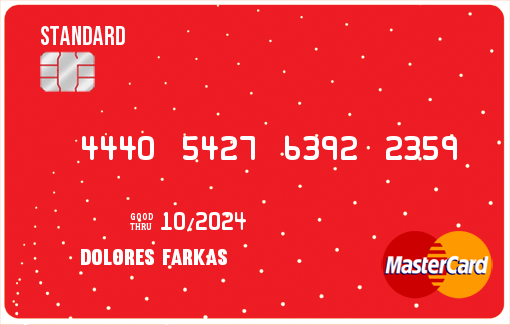 STANDARD
4440 5427 6392 2359
GOOD THRU 10/2024
DOLORES FARKAS
MasterCard